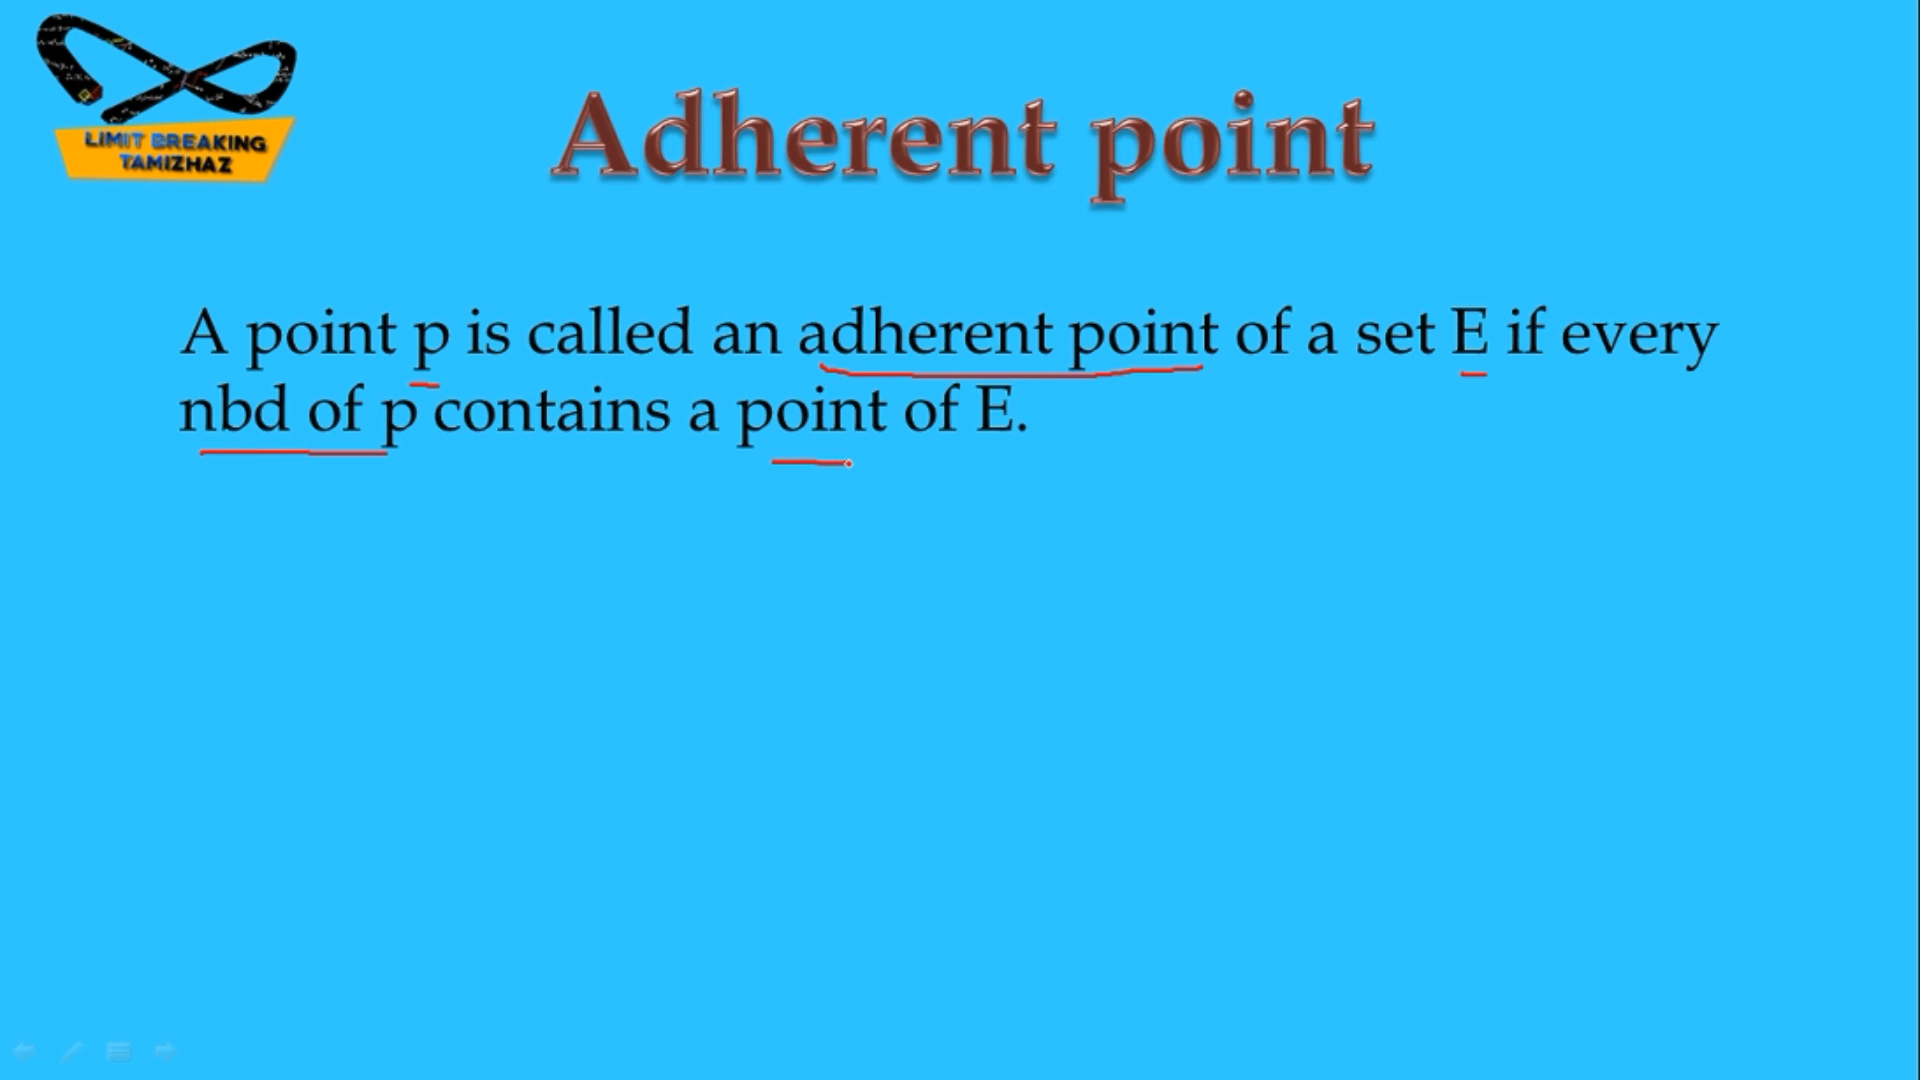 LIMIT BREAKING
TAMIZHAZ
Adherent point
A point p is called an adherent point of a set E if every
nbd of p contains a point of E.